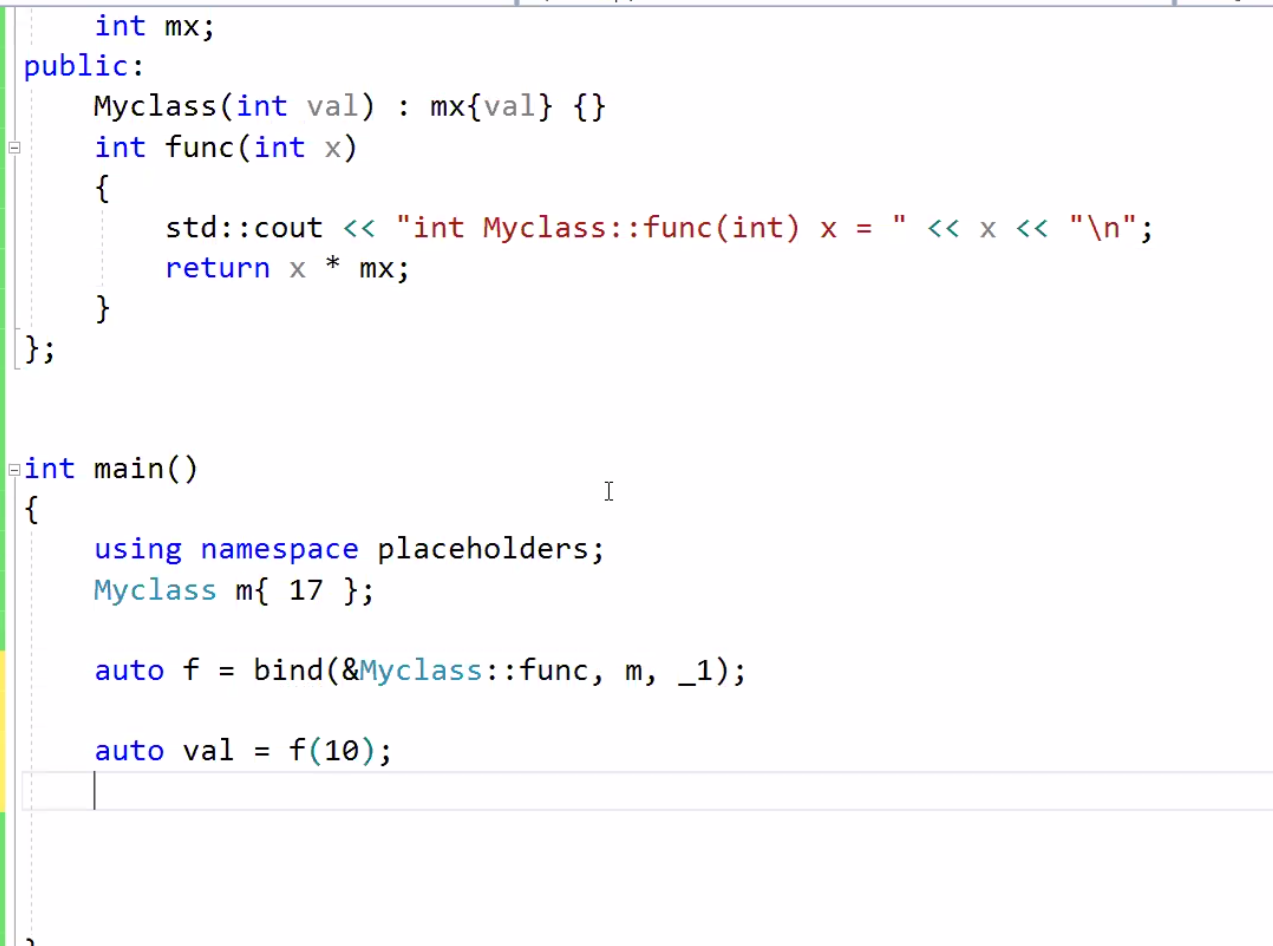 int mx;
public:
Myclass(int val) : mx{val} {}
int func(int x)
{
std::cout << "int Myclass::func(int) x = " << x << "\n";
return x * mx;
}
};
int main()
{
using namespace placeholders;
Myclass m{ 17 };
auto f = bind(&Myclass::func, m, _1);
auto val = f(10);